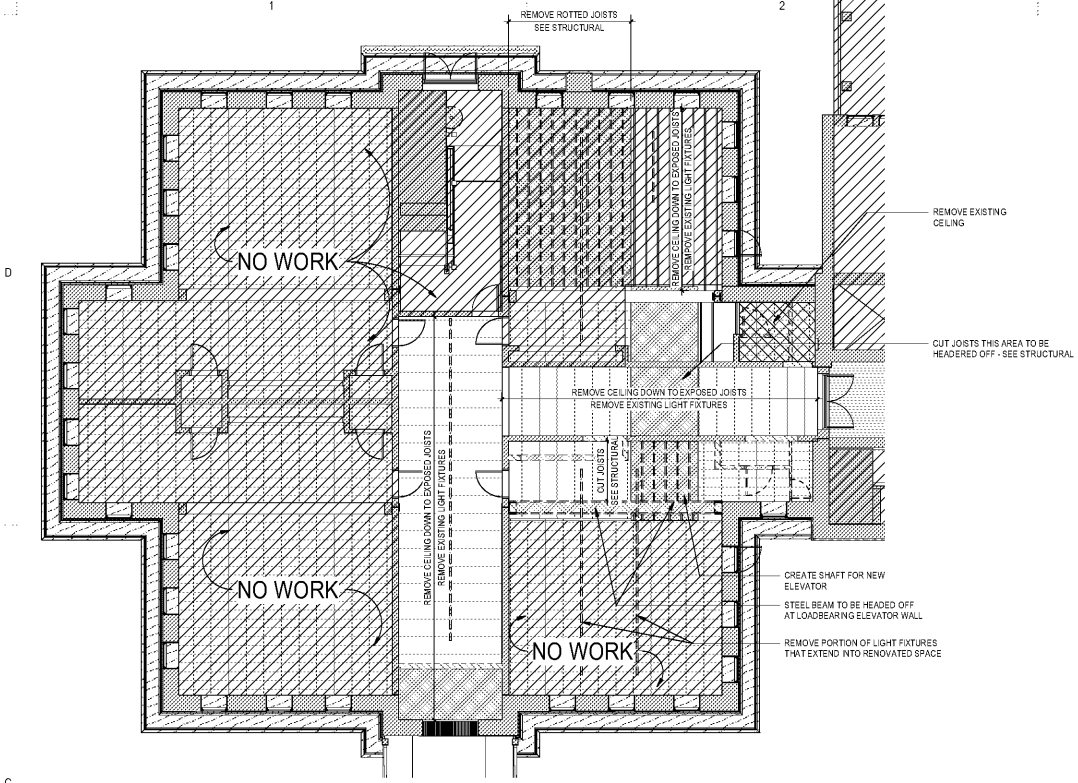 1
2
REMOVE ROTTED JOISTS
SEE STRUCTURAL
REMOVE CEILING DOWN TO EXPOSED JOISTS
REMPOVE EXISTING LIGHT FIXTURES
REMOVE EXISTING
CEILING
D
NO WORK
CUT JOISTS THIS AREA TO BE
HEADERED OFF - SEE STRUCTURAL
REMOVE CEILING DOWN TO EXPOSED JOISTS
REMOVE EXISTING LIGHT FIXTURES
REMOVE CEILING DOWN TO EXPOSED JOISTS
REMOVE EXISTING LIGHT FIXTURES
CUT JOISTS
SEE STRUCTURAL
CREATE SHAFT FOR NEW
ELEVATOR
NO WORK
STEEL BEAM TO BE HEADED OFF
AT LOADBEARING ELEVATOR WALL
NO WORK
REMOVE PORTION OF LIGHT FIXTURES
THAT EXTEND INTO RENOVATED SPACE